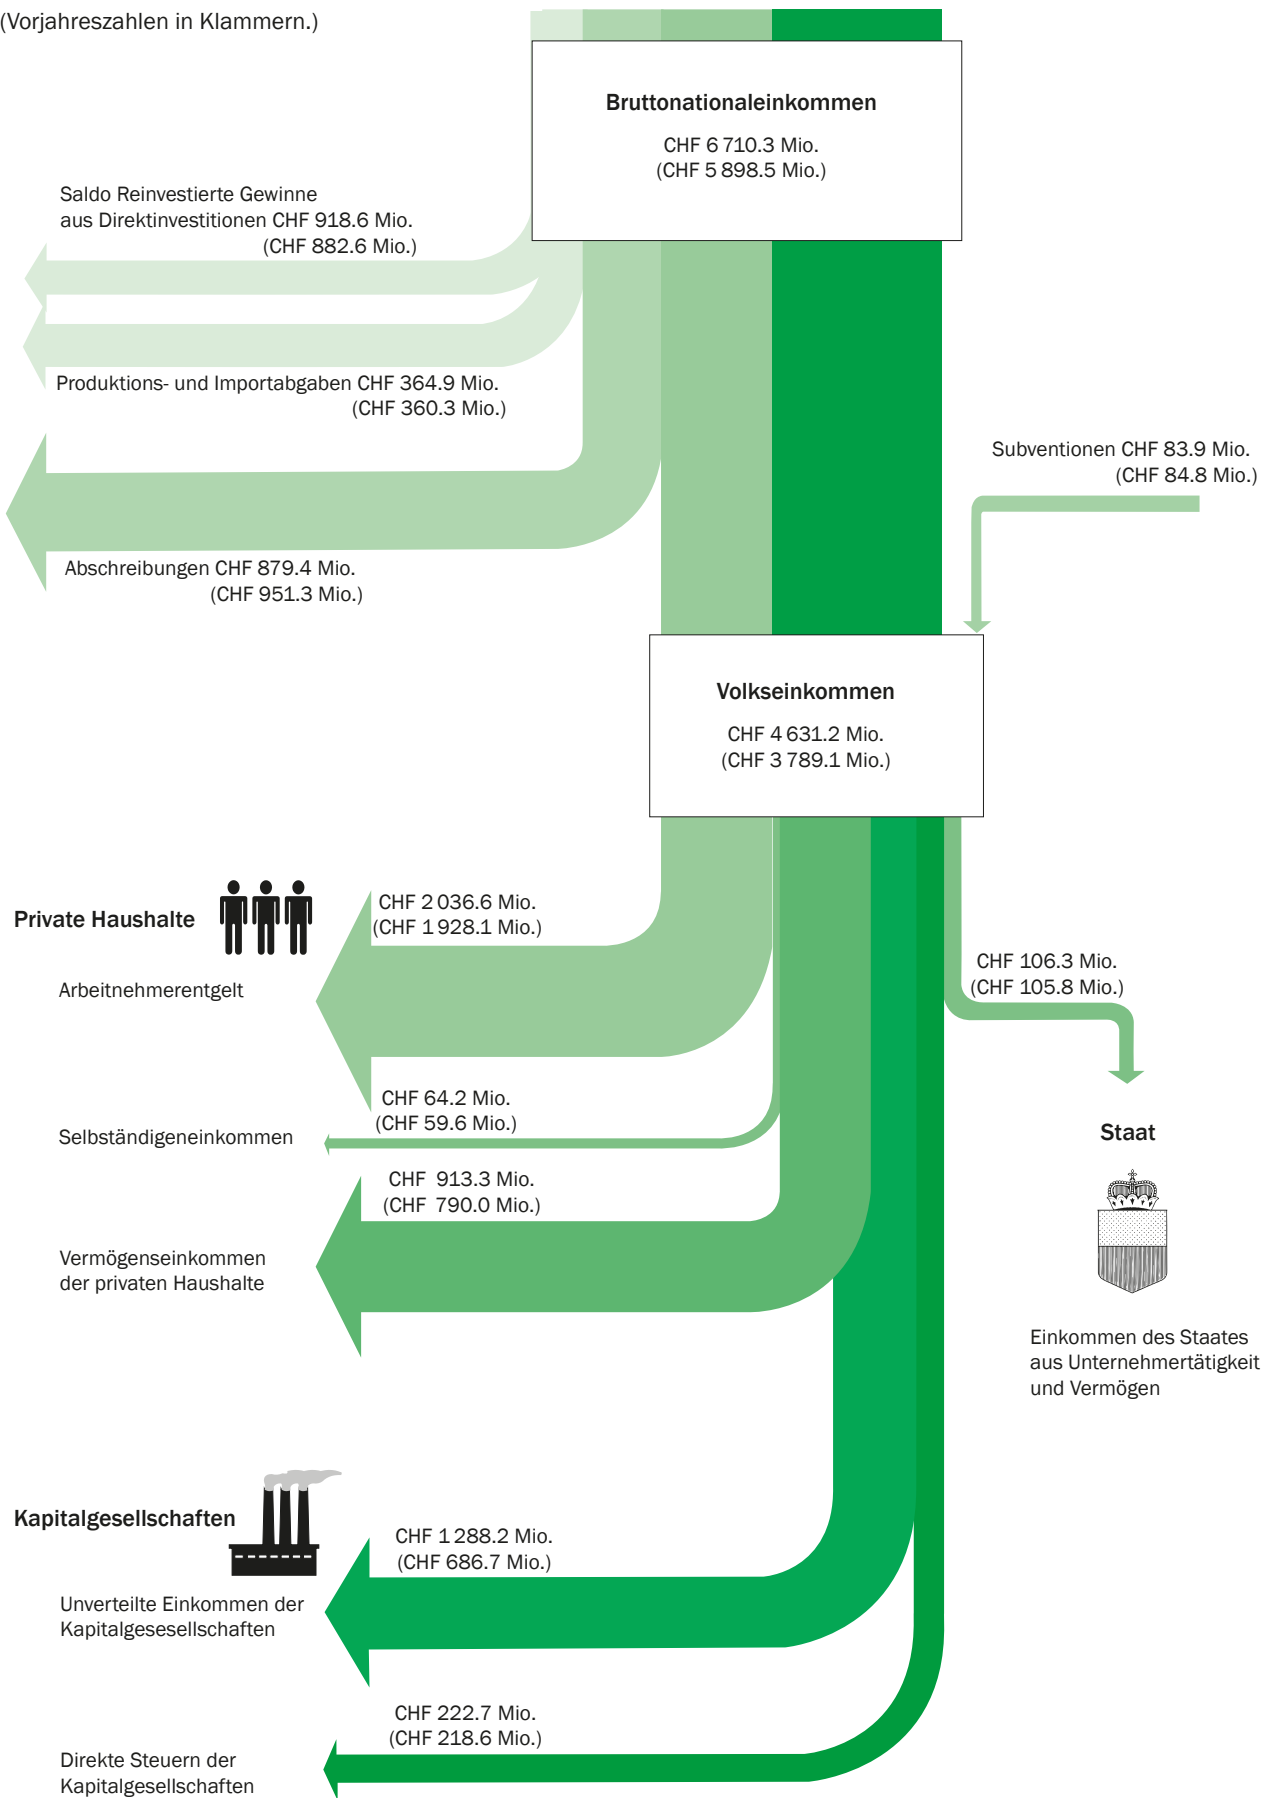 (Vorjahreszahlen in Klammern.)
Bruttonationaleinkommen
CHF 6 710.3 Mio.
(CHF 5 898.5 Mio.)
Saldo Reinvestierte Gewinne
aus Direktinvestitionen CHF 918.6 Mio.
(CHF 882.6 Mio.)
Produktions- und Importabgaben CHF 364.9 Mio.
(CHF 360.3 Mio.)
Subventionen CHF 83.9 Mio.
(CHF 84.8 Mio.)
Abschreibungen CHF 879.4 Mio.
(CHF 951.3 Mio.)
Volkseinkommen
CHF 4 631.2 Mio.
(CHF 3 789.1 Mio.)
Private Haushalte
CHF 2 036.6 Mio.
(CHF 1 928.1 Mio.)
Arbeitnehmerentgelt
CHF 106.3 Mio.
(CHF 105.8 Mio.)
CHF 64.2 Mio.
(CHF 59.6 Mio.)
Selbständigeneinkommen
Staat
CHF 913.3 Mio.
(CHF 790.0 Mio.)
Vermögenseinkommen
der privaten Haushalte
Einkommen des Staates
aus Unternehmertätigkeit
und Vermögen
Kapitalgesellschaften
CHF 1 288.2 Mio.
(CHF 686.7 Mio.)
Unverteilte Einkommen der
Kapitalgesesellschaften
CHF 222.7 Mio.
(CHF 218.6 Mio.)
Direkte Steuern der
Kapitalgesellschaften